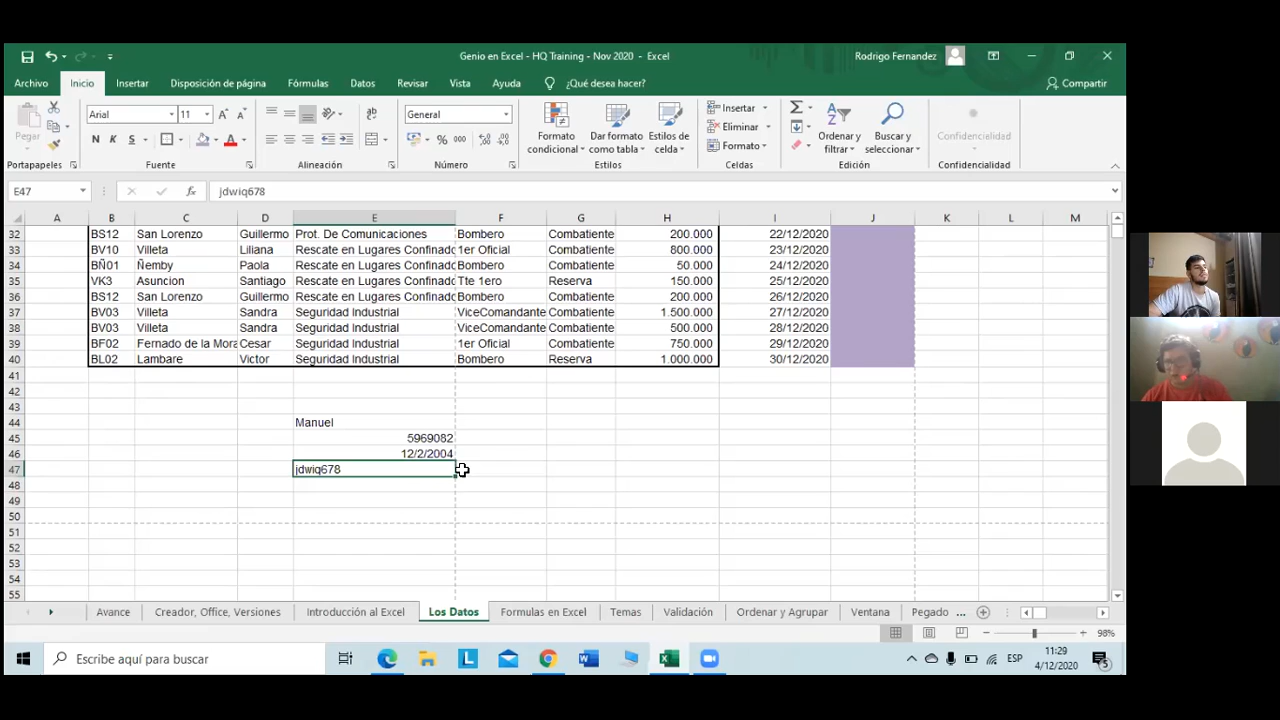 Genio en Excel - HQ Training - Nov 2020 - Excel
Rodrigo Fernandez
Archivo Inicio Insertar Disposición de página Fórmulas Datos Revisar Vista Ayuda ¿Qué desea hacer? Compartir
Pegar
Arial 11
N K S
General
% 000
Formato condicional
Dar formato como tabla
Estilos de celda
Insertar
Eliminar
Formato
Ordenar y filtrar
Buscar y seleccionar
Confidencialidad
Portapapeles Fuente Alineación Número Estilos Celdas Edición Confidencialidad
E47 fx jdwiq678
A B C D E F G H I J K L M
32 BS12 San Lorenzo Guillermo Prot. De Comunicaciones Bombero Combatiente 200.000 22/12/2020
33 BV10 Villeta Liliana Rescate en Lugares Confinado 1er Oficial Combatiente 800.000 23/12/2020
34 BÑ01 Ñemby Paola Rescate en Lugares Confinado Bombero Combatiente 50.000 24/12/2020
35 VK3 Asuncion Santiago Rescate en Lugares Confinado Tte 1ero Reserva 150.000 25/12/2020
36 BS12 San Lorenzo Guillermo Rescate en Lugares Confinado Bombero Combatiente 200.000 26/12/2020
37 BV03 Villeta Sandra Seguridad Industrial ViceComandante Combatiente 1.500.000 27/12/2020
38 BV03 Villeta Sandra Seguridad Industrial ViceComandante Combatiente 500.000 28/12/2020
39 BF02 Fernado de la Mora Cesar Seguridad Industrial 1er Oficial Combatiente 750.000 29/12/2020
40 BL02 Lambare Victor Seguridad Industrial Bombero Reserva 1.000.000 30/12/2020
41
42
43
44 Manuel
45 5969082
46 12/2/2004
47 jdwiq678
48
49
50
51
52
53
54
55
Avance Creador, Office, Versiones Introducción al Excel Los Datos Formulas en Excel Temas Validación Ordenar y Agrupar Ventana Pegado ...
98%
Escribe aquí para buscar
ESP
11:29
4/12/2020
5